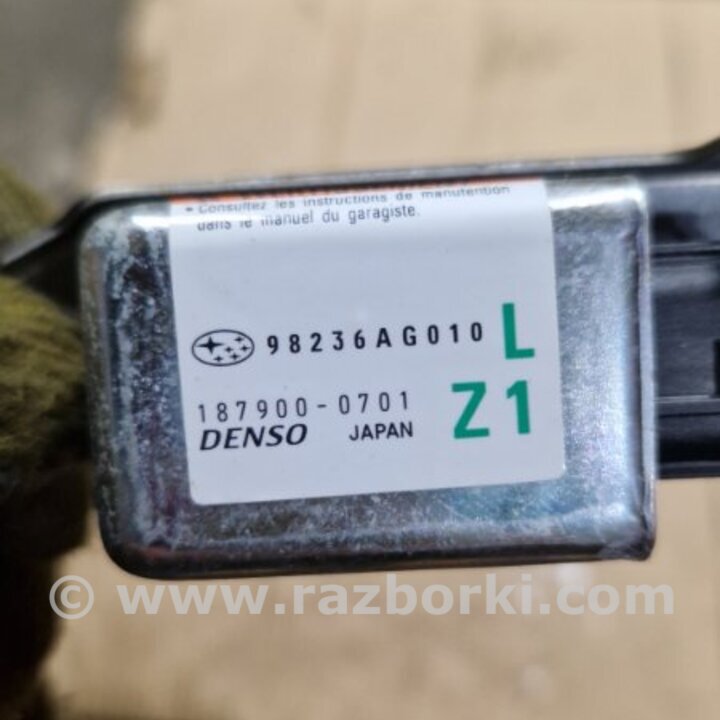 • Consultez les instructions de manutention
dans le manuel du garagiste.
98236AG010 L
187900-0701 Z1
DENSO JAPAN
© www.razborki.com